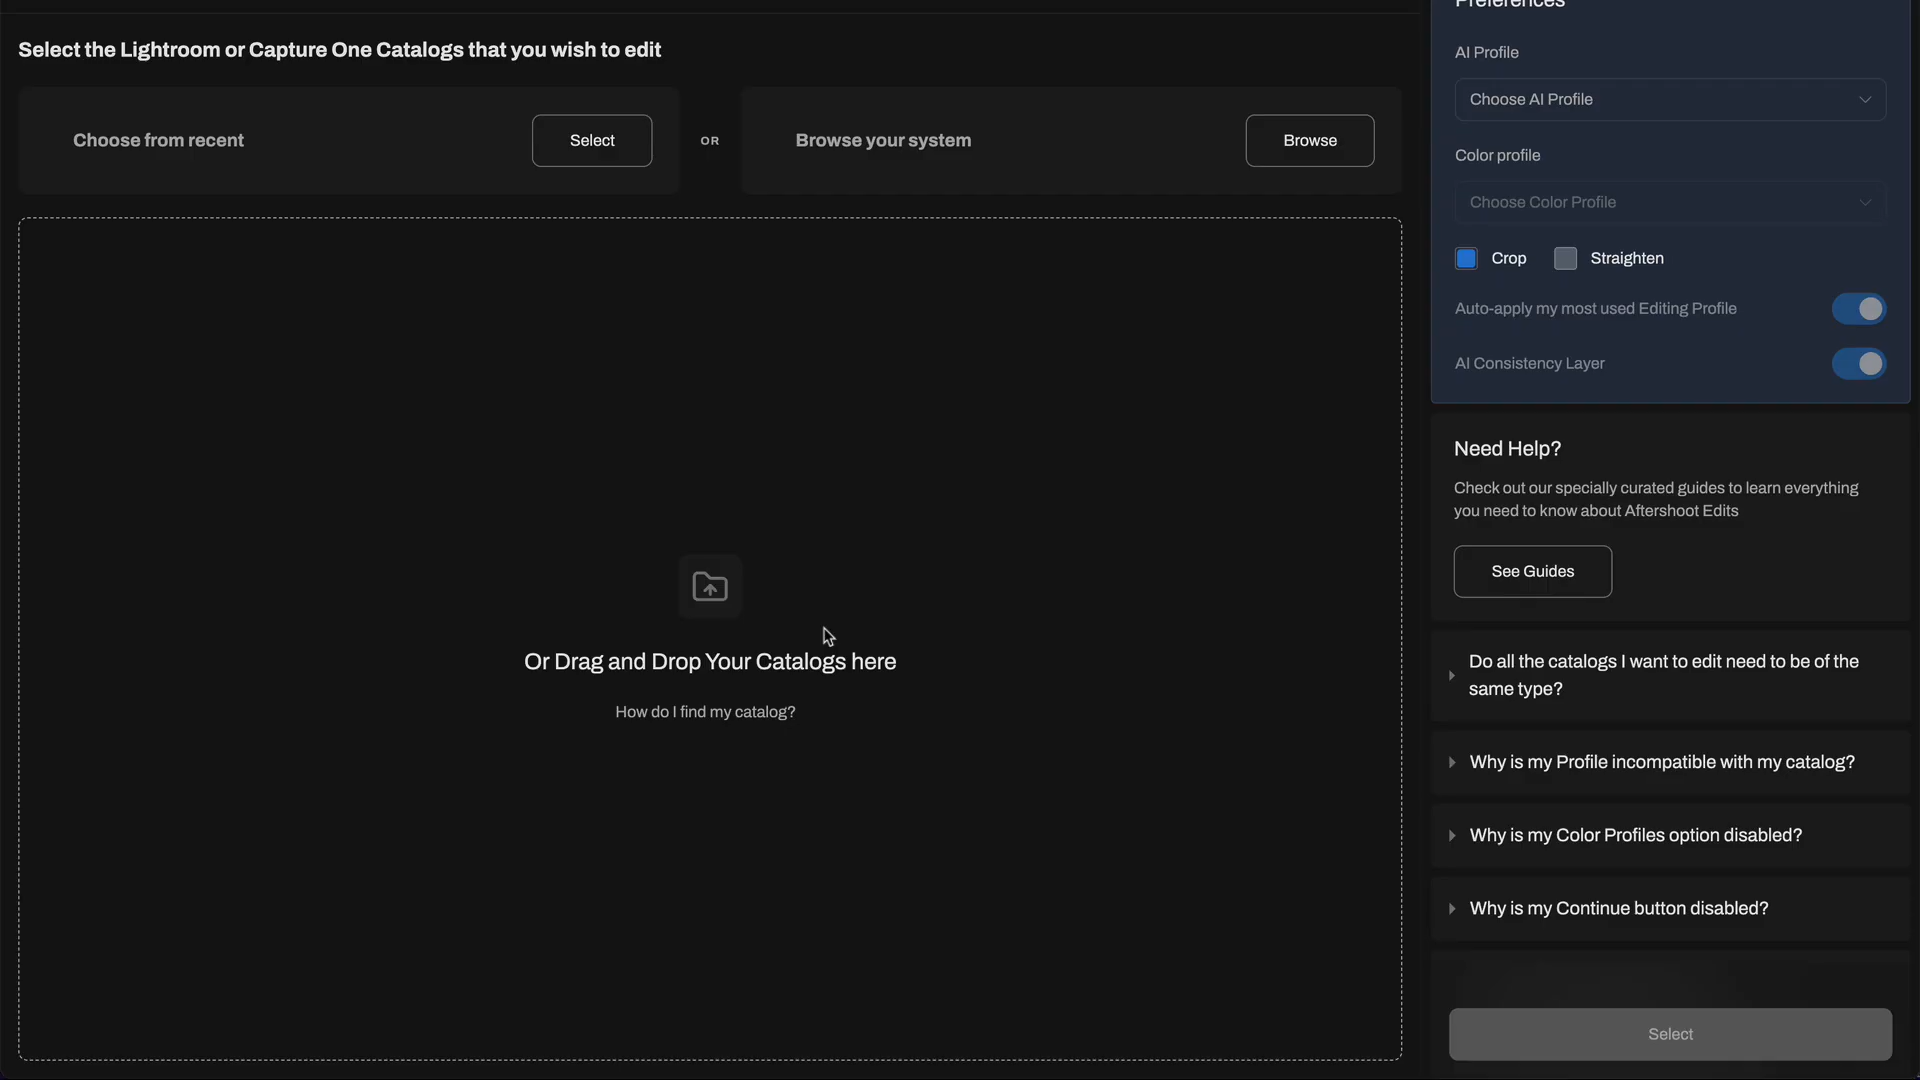 Select the Lightroom or Capture One Catalogs that you wish to edit
Choose from recent
Select
OR
Browse your system
Browse
Or Drag and Drop Your Catalogs here
How do I find my catalog?
Preferences
AI Profile
Choose AI Profile
Color profile
Choose Color Profile
Crop
Straighten
Auto-apply my most used Editing Profile
AI Consistency Layer
Need Help?
Check out our specially curated guides to learn everything
you need to know about Aftershoot Edits
See Guides
Do all the catalogs I want to edit need to be of the
same type?
Why is my Profile incompatible with my catalog?
Why is my Color Profiles option disabled?
Why is my Continue button disabled?
Select